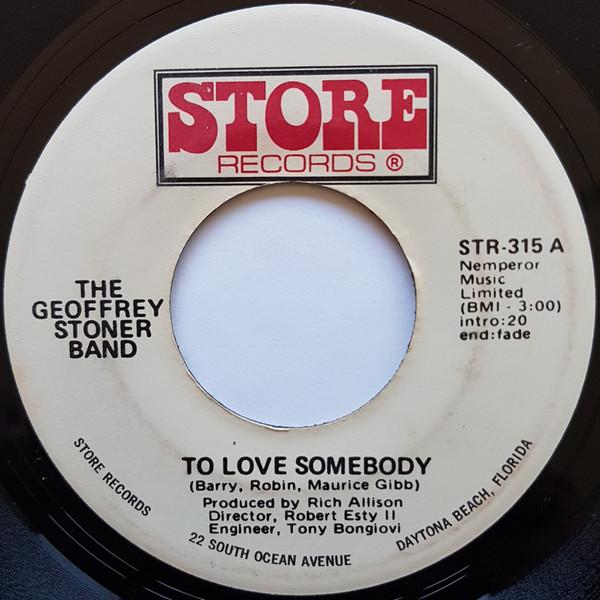 STORE
RECORDS ®
THE
GEOFFREY
STONER
BAND
STR-315 A
Nemperor
Music
Limited
(BMI - 3:00)
intro:20
end:fade
TO LOVE SOMEBODY
(Barry, Robin, Maurice Gibb)
Produced by Rich Allison
Director, Robert Esty II
Engineer, Tony Bongiovi
STORE RECORDS
22 SOUTH OCEAN AVENUE
DAYTONA BEACH, FLORIDA